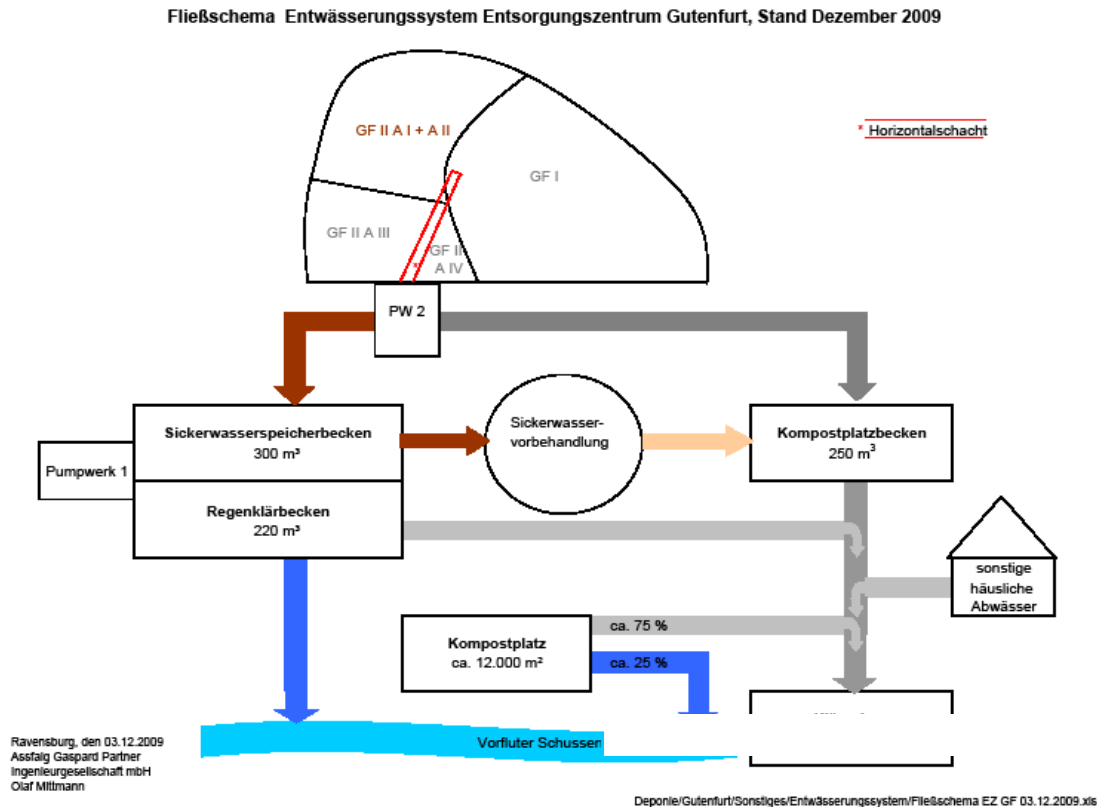 Fließschema Entwässerungssystem Entsorgungszentrum Gutenfurt, Stand Dezember 2009
GF II A I + A II
* Horizontalschacht
GF I
GF II A III
GF II
A IV
*
PW 2
Sickerwasserspeicherbecken
300 m³
Sickerwasser-
vorbehandlung
Kompostplatzbecken
250 m³
Pumpwerk 1
Regenklärbecken
220 m³
sonstige
häusliche
Abwässer
Kompostplatz
ca. 12.000 m²
ca. 75 %
ca. 25 %
Vorfluter Schussen
Ravensburg, den 03.12.2009
Assfalg Gaspard Partner
Ingenieurgesellschaft mbH
Olaf Mittmann
Deponie/Gutenfurt/Sonstiges/Entwässerungssystem/Fließschema EZ GF 03.12.2009.xls